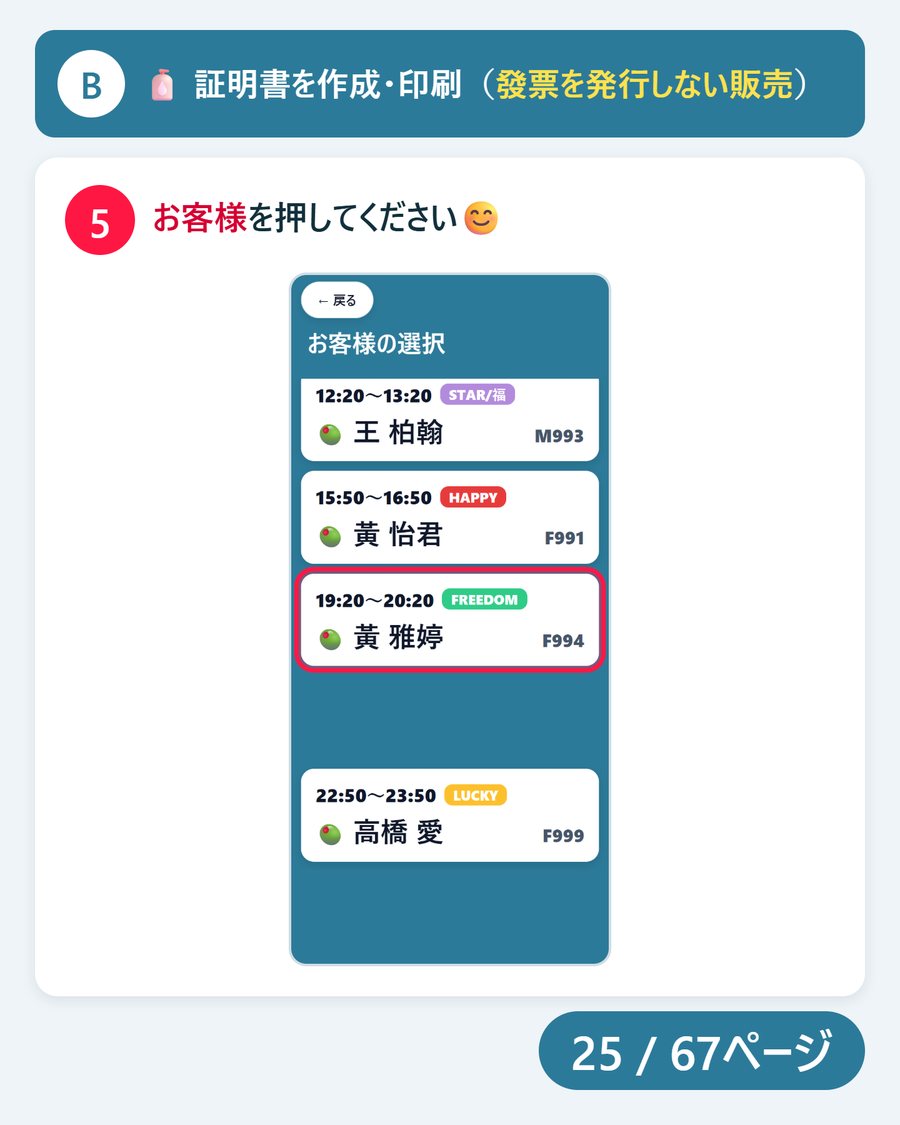 B 証明書を作成・印刷（發票を発行しない販売）
5 お客様を押してください
← 戻る
お客様の選択
12:20～13:20 STAR/福
王 柏翰 M993
15:50～16:50 HAPPY
黃 怡君 F991
19:20～20:20 FREEDOM
黃 雅婷 F994
22:50～23:50 LUCKY
高橋 愛 F999
25 / 67ページ